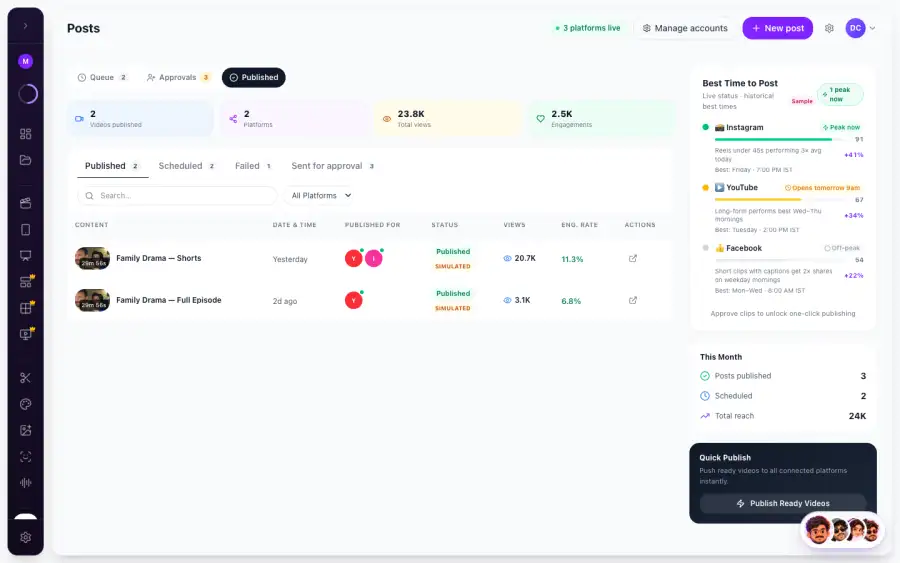 Posts
3 platforms live
Manage accounts
+ New post
DC
M
Queue 2
Approvals 3
Published
2
Videos published
2
Platforms
23.8K
Total views
2.5K
Engagements
Published 2
Scheduled 2
Failed 1
Sent for approval 3
Search...
All Platforms
CONTENT
DATE & TIME
PUBLISHED FOR
STATUS
VIEWS
ENG. RATE
ACTIONS
29m 56s
Family Drama — Shorts
Yesterday
Y
I
Published
SIMULATED
20.7K
11.3%
29m 56s
Family Drama — Full Episode
2d ago
Y
Published
SIMULATED
3.1K
6.8%
Best Time to Post
Live status · historical
best times
Sample
1 peak
now
Instagram
Peak now
91
Reels under 45s performing 3× avg
today
+41%
Best: Friday · 7:00 PM IST
YouTube
Opens tomorrow 9am
67
Long-form performs best Wed–Thu
mornings
+34%
Best: Tuesday · 2:00 PM IST
Facebook
Off-peak
54
Short clips with captions get 2× shares
on weekday mornings
+22%
Best: Mon–Wed · 8:00 AM IST
Approve clips to unlock one-click publishing
This Month
Posts published 3
Scheduled 2
Total reach 24K
Quick Publish
Push ready videos to all connected platforms
instantly.
Publish Ready Videos